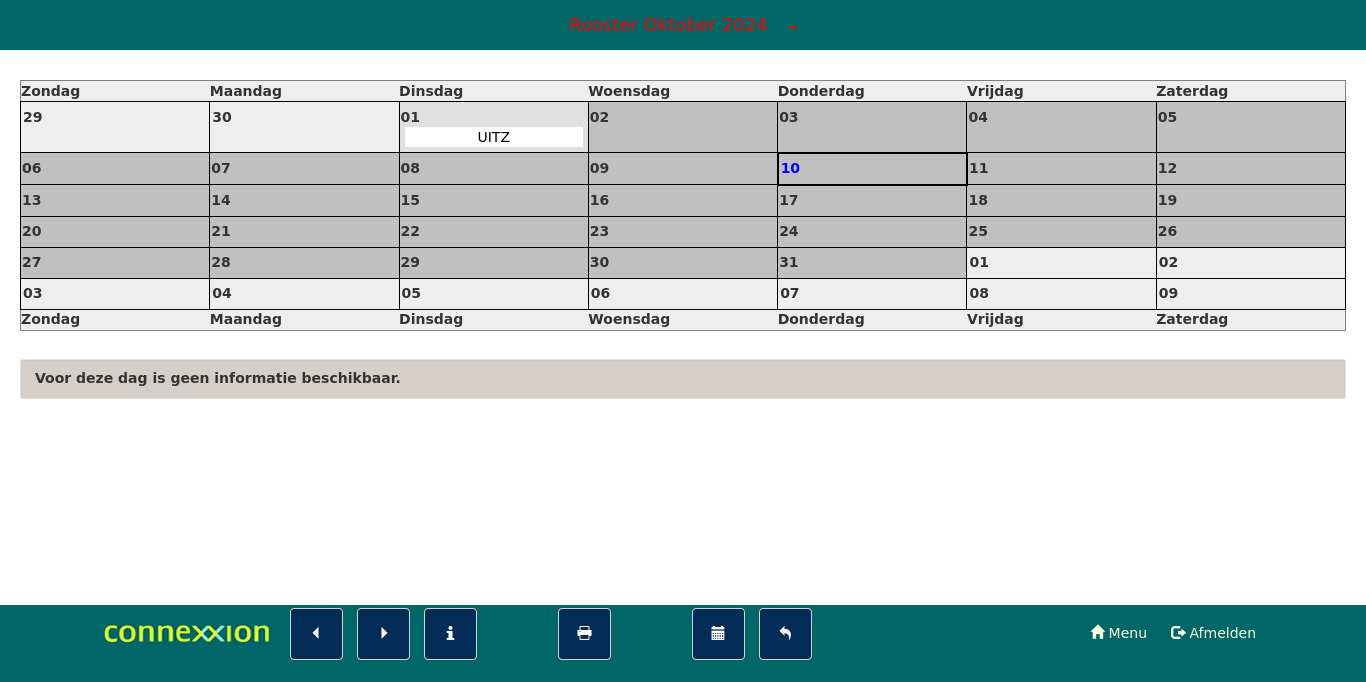 Rooster Oktober 2024
Zondag Maandag Dinsdag Woensdag Donderdag Vrijdag Zaterdag
29 30 01 02 03 04 05
UITZ
06 07 08 09 10 11 12
13 14 15 16 17 18 19
20 21 22 23 24 25 26
27 28 29 30 31 01 02
03 04 05 06 07 08 09
Zondag Maandag Dinsdag Woensdag Donderdag Vrijdag Zaterdag
Voor deze dag is geen informatie beschikbaar.
connexxion Menu Afmelden